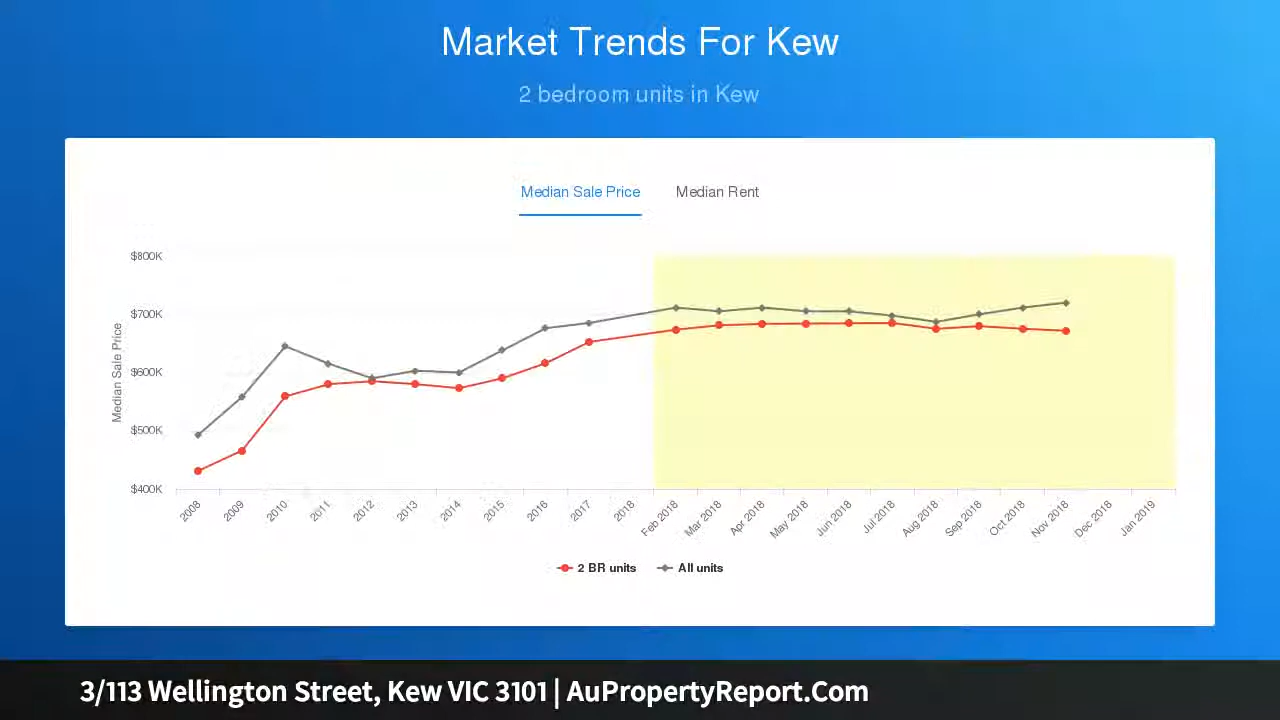 Market Trends For Kew
2 bedroom units in Kew
Median Sale Price Median Rent
$800K
$700K
$600K
$500K
$400K
Median Sale Price
2008 2009 2010 2011 2012 2013 2014 2015 2016 2017 2018 Feb 2018 Mar 2018 Apr 2018 May 2018 Jun 2018 Jul 2018 Aug 2018 Sep 2018 Oct 2018 Nov 2018 Dec 2018 Jan 2019
2 BR units All units
3/113 Wellington Street, Kew VIC 3101 | AuPropertyReport.Com